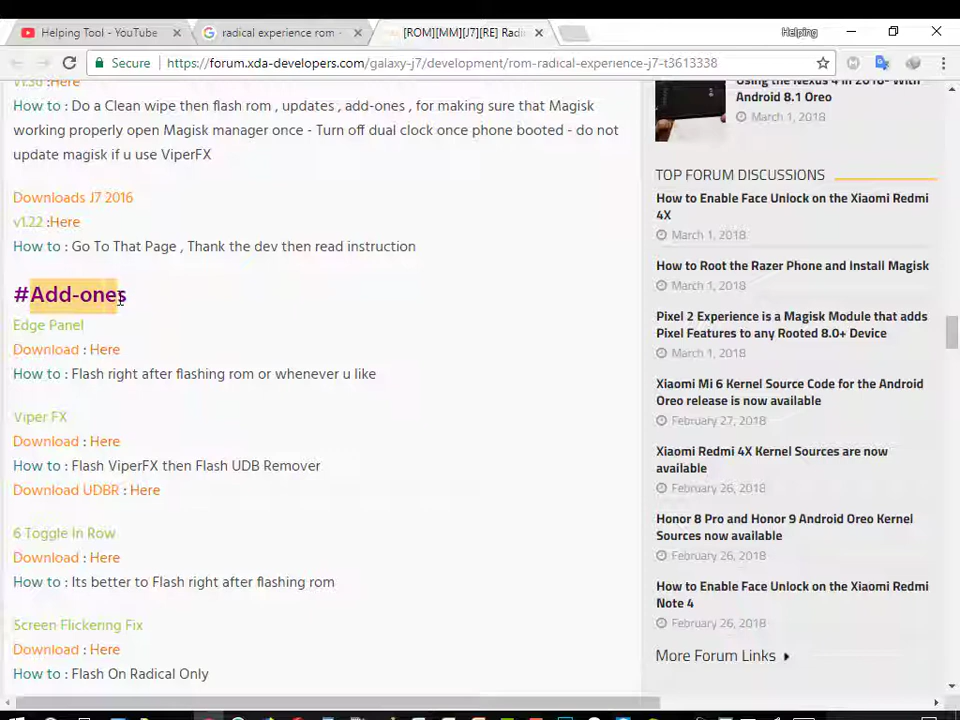 Helping Tool - YouTube
radical experience rom -
[ROM][MM][J7][RE] Radi
Helping
Secure
https://forum.xda-developers.com/galaxy-j7/development/rom-radical-experience-j7-t3613338
v1.36 :Here
How to : Do a Clean wipe then flash rom , updates , add-ones , for making sure that Magisk
working properly open Magisk manager once - Turn off dual clock once phone booted - do not
update magisk if u use ViperFX
Downloads J7 2016
v1.22 :Here
How to : Go To That Page , Thank the dev then read instruction
#Add-ones
Edge Panel
Download : Here
How to : Flash right after flashing rom or whenever u like
Viper FX
Download : Here
How to : Flash ViperFX then Flash UDB Remover
Download UDBR : Here
6 Toggle In Row
Download : Here
How to : Its better to Flash right after flashing rom
Screen Flickering Fix
Download : Here
How to : Flash On Radical Only
Using the Nexus 4 in 2018- With
Android 8.1 Oreo
March 1, 2018
TOP FORUM DISCUSSIONS
How to Enable Face Unlock on the Xiaomi Redmi
4X
March 1, 2018
How to Root the Razer Phone and Install Magisk
March 1, 2018
Pixel 2 Experience is a Magisk Module that adds
Pixel Features to any Rooted 8.0+ Device
March 1, 2018
Xiaomi Mi 6 Kernel Source Code for the Android
Oreo release is now available
February 27, 2018
Xiaomi Redmi 4X Kernel Sources are now
available
February 26, 2018
Honor 8 Pro and Honor 9 Android Oreo Kernel
Sources now available
February 26, 2018
How to Enable Face Unlock on the Xiaomi Redmi
Note 4
February 26, 2018
More Forum Links